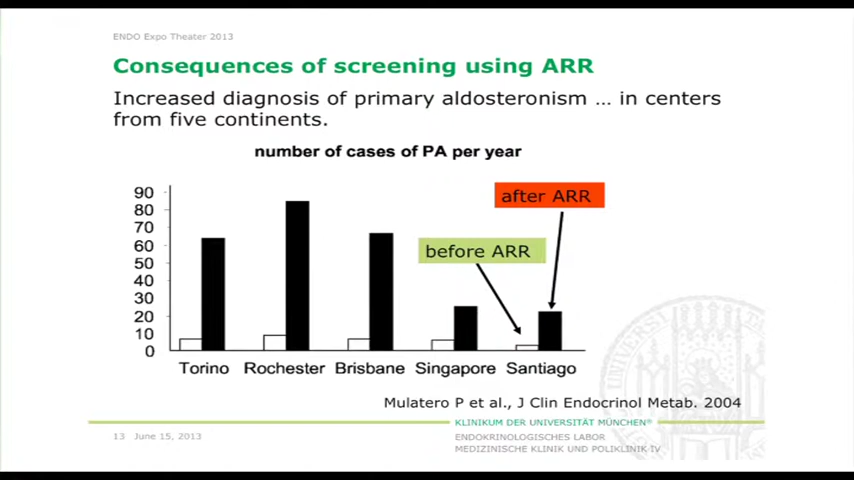 ENDO Expo Theater 2013
Consequences of screening using ARR
Increased diagnosis of primary aldosteronism … in centers
from five continents.
number of cases of PA per year
90
80
70
60
50
40
30
20
10
0
after ARR
before ARR
Torino Rochester Brisbane Singapore Santiago
Mulatero P et al., J Clin Endocrinol Metab. 2004
KLINIKUM DER UNIVERSITÄT MÜNCHEN®
13 June 15, 2013
ENDOKRINOLOGISCHES LABOR
MEDIZINISCHE KLINIK UND POLIKLINIK IV